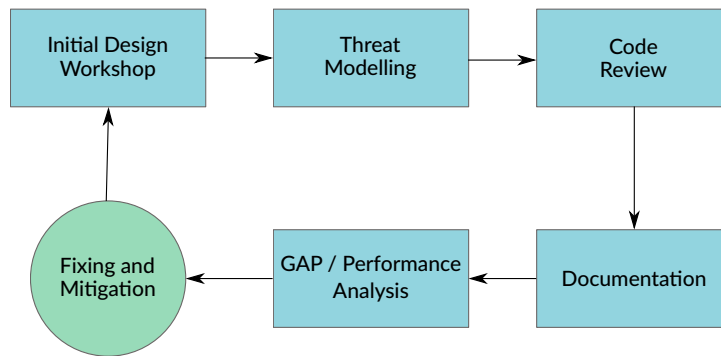 Initial Design
Workshop
Threat
Modelling
Code
Review
Fixing and
Mitigation
GAP / Performance
Analysis
Documentation